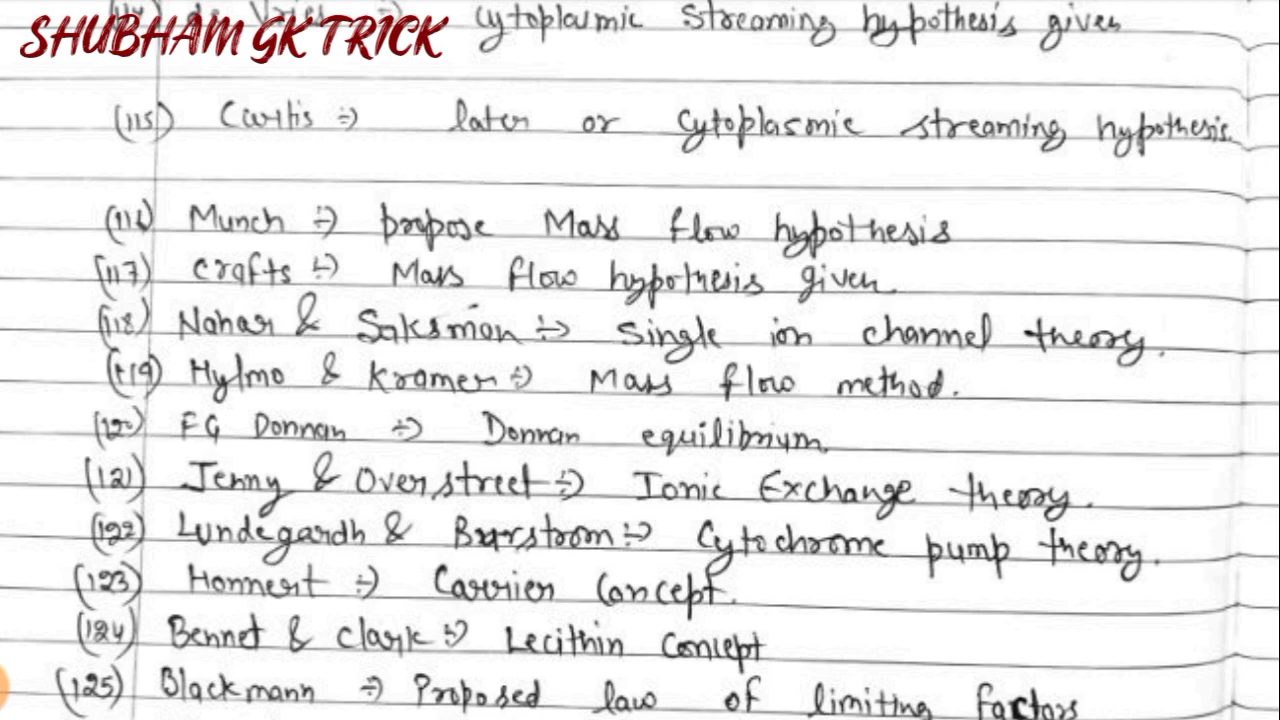 SHUBHAM GK TRICK
cytoplasmic streaming hypothesis given
(115) Curtis ÷) later or cytoplasmic streaming hypothesis.
(116) Munch ÷) propose Mass flow hypothesis
(117) Crafts ÷) Mass flow hypothesis given.
(118) Nahar & Saksmon ÷) Single ion channel theory.
(119) Hylmo & Kramer ÷) Mass flow method.
(120) FG Donnan ÷) Donnan equilibrium.
(121) Jenny & Overstreet ÷) Ionic Exchange theory.
(122) Lundegardh & Burstrom ÷) Cytochrome pump theory.
(123) Honnert ÷) Carrier Concept.
(124) Bennet & Clark ÷) Lecithin Concept
(125) Blackmann ÷) Proposed law of limiting factors